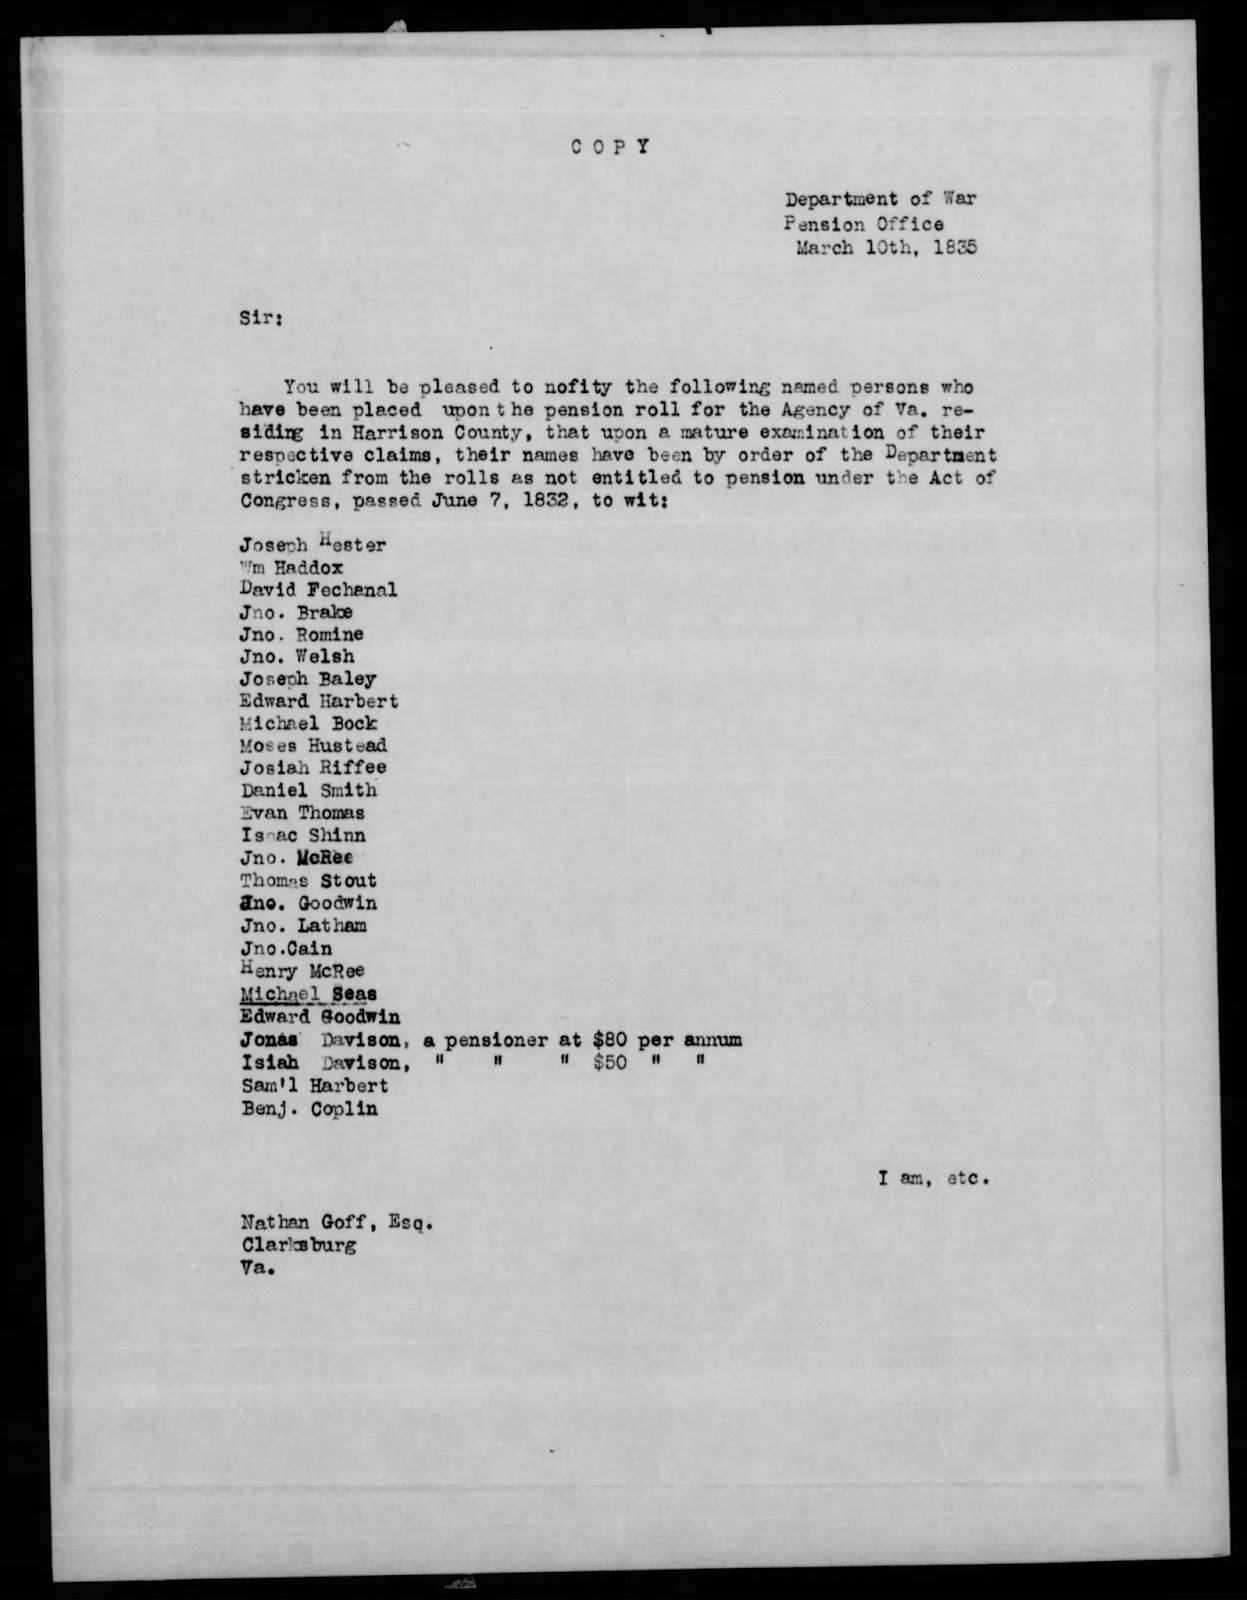 COPY
Department of War
Pension Office
March 10th, 1835
Sir:
You will be pleased to nofity the following named persons who
have been placed upon the pension roll for the Agency of Va. re-
siding in Harrison County, that upon a mature examination of their
respective claims, their names have been by order of the Department
stricken from the rolls as not entitled to pension under the Act of
Congress, passed June 7, 1832, to wit:
Joseph Hester
Wm Haddox
David Fechanal
Jno. Brake
Jno. Romine
Jno. Welsh
Joseph Baley
Edward Harbert
Michael Bock
Moses Hustead
Josiah Riffee
Daniel Smith
Evan Thomas
Isaac Shinn
Jno. McRee
Thomas Stout
Jno. Goodwin
Jno. Latham
Jno.Cain
Henry McRee
Michael Seas
Edward Goodwin
Jonas Davison, a pensioner at $80 per annum
Isiah Davison, " " " $50 " "
Sam'l Harbert
Benj. Coplin
I am, etc.
Nathan Goff, Esq.
Clarksburg
Va.